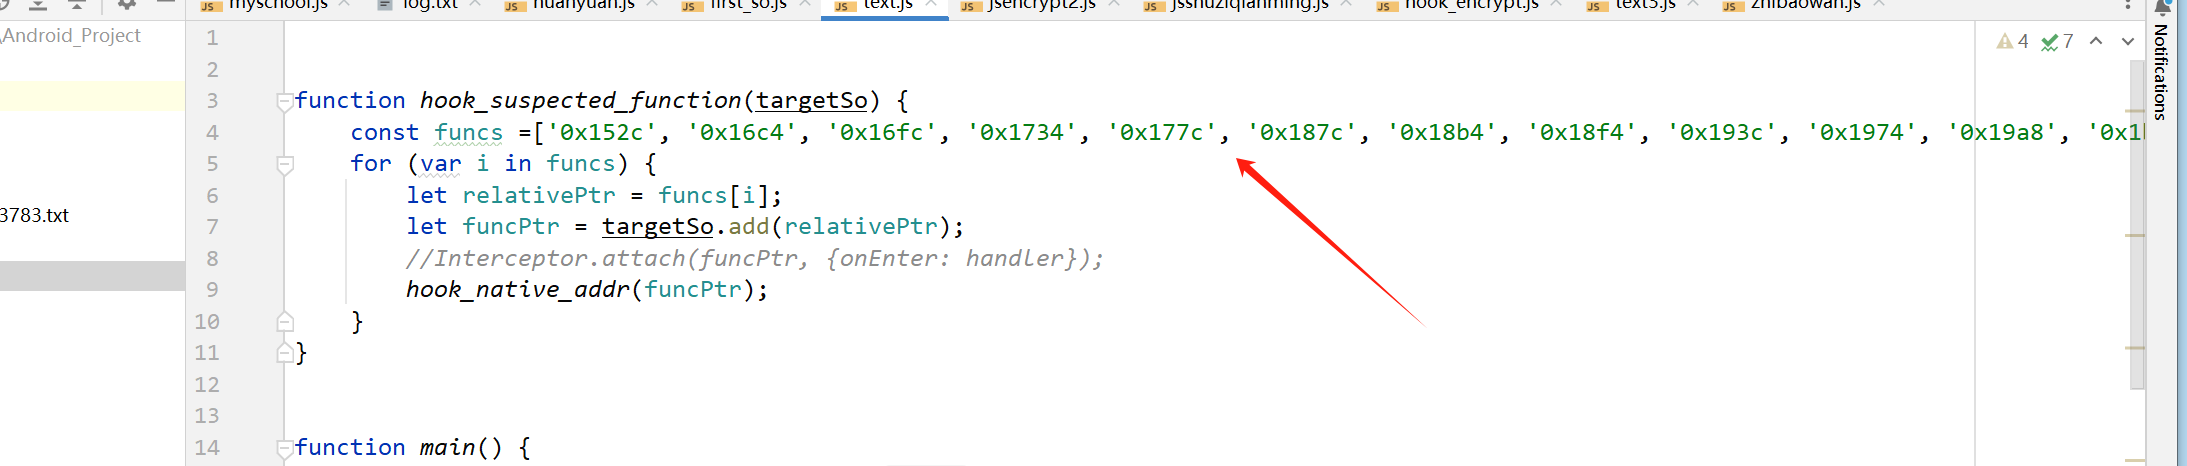 myschool.js
log.txt
huanyuan.js
first_so.js
text.js
jsencrypt2.js
jsshuziqianming.js
hook_encrypt.js
text3.js
zhibaowan.js
\Android_Project
3783.txt
4 7
Notifications
1
2
3 function hook_suspected_function(targetSo) {
4 const funcs =['0x152c', '0x16c4', '0x16fc', '0x1734', '0x177c', '0x187c', '0x18b4', '0x18f4', '0x193c', '0x1974', '0x19a8',
5 for (var i in funcs) {
6 let relativePtr = funcs[i];
7 let funcPtr = targetSo.add(relativePtr);
8 //Interceptor.attach(funcPtr, {onEnter: handler});
9 hook_native_addr(funcPtr);
10 }
11 }
12
13
14 function main() {